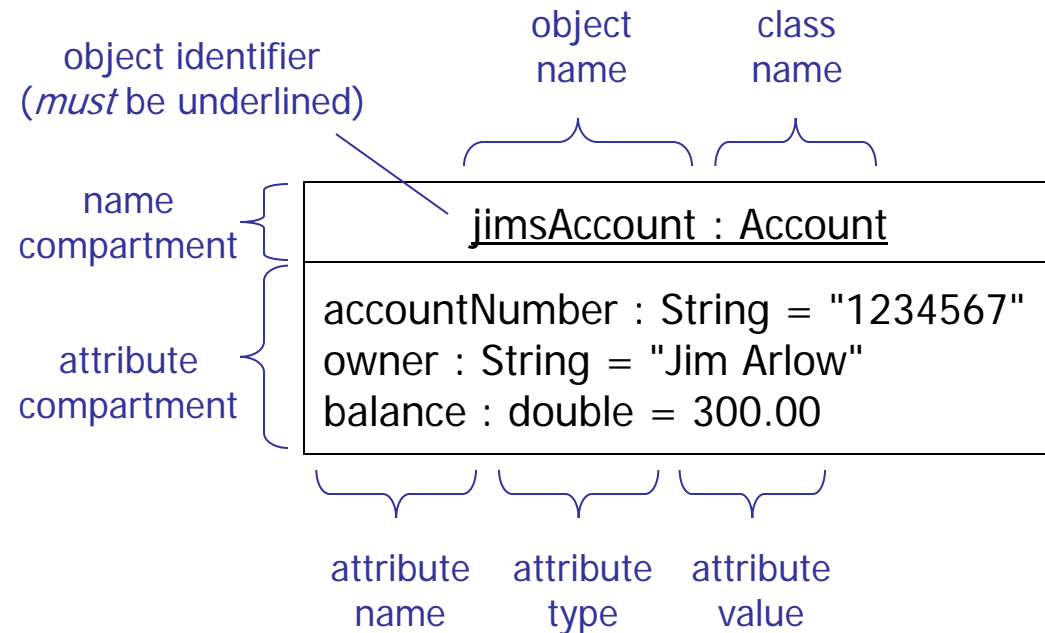 object
name
class
name
object identifier
(must be underlined)
name
compartment
jimsAccount : Account
attribute
compartment
accountNumber : String = "1234567"
owner : String = "Jim Arlow"
balance : double = 300.00
attribute
name
attribute
type
attribute
value